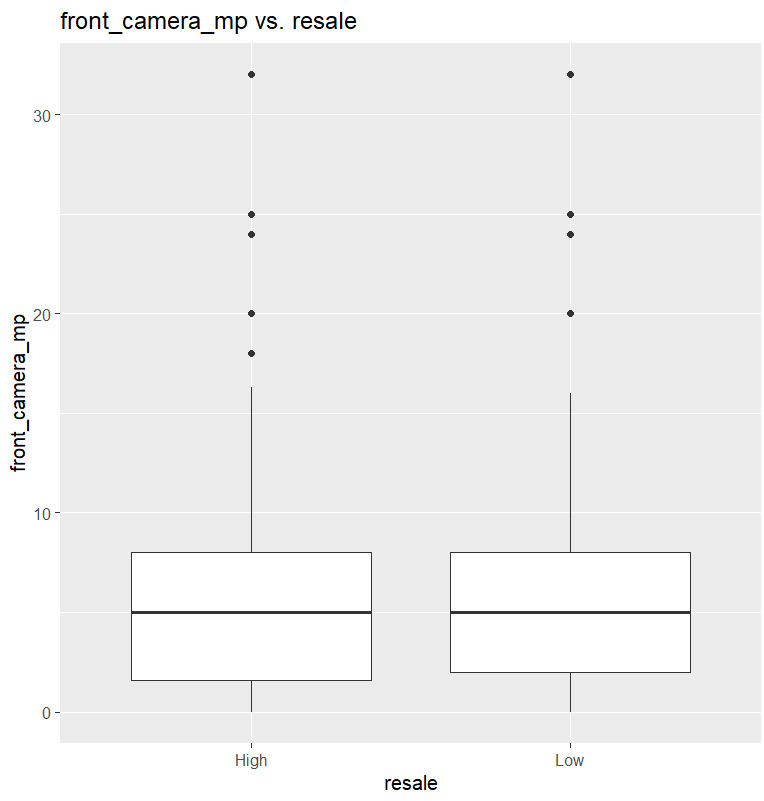 front_camera_mp vs. resale
front_camera_mp
30
20
10
0
High
Low
resale